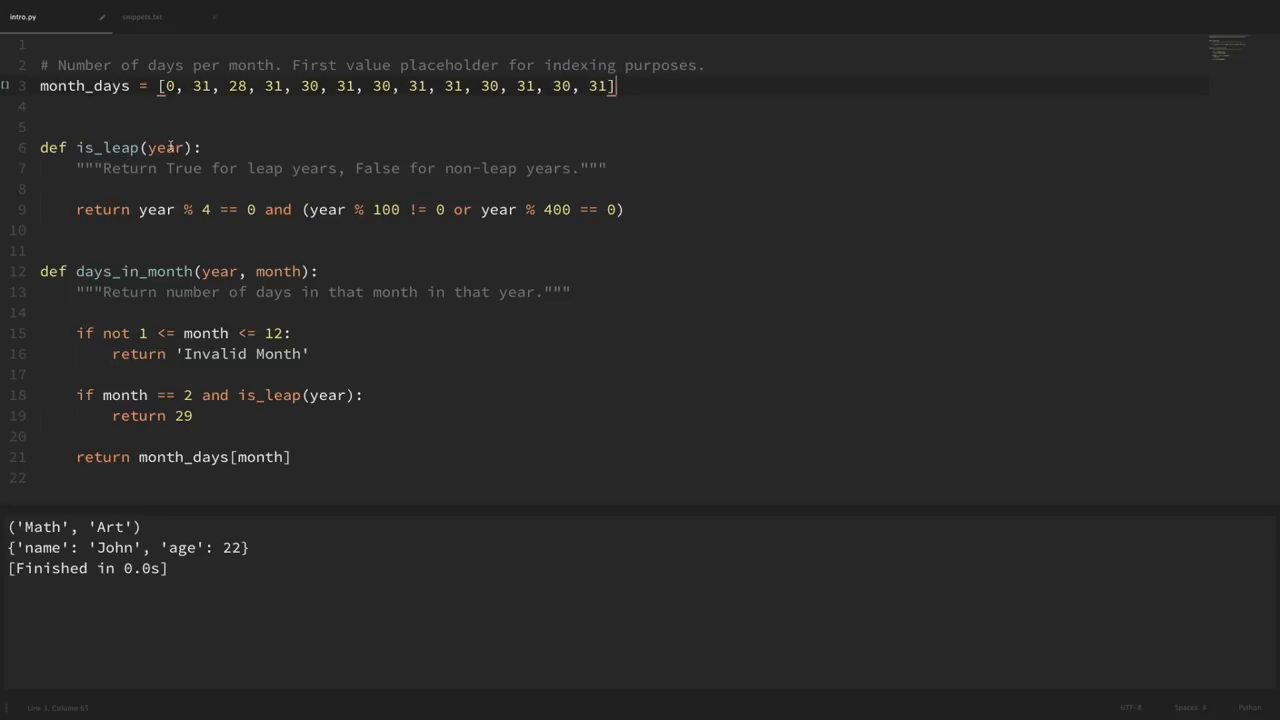 intro.py
snippets.txt
1
2 # Number of days per month. First value placeholder for indexing purposes.
3 month_days = [0, 31, 28, 31, 30, 31, 30, 31, 31, 30, 31, 30, 31]
4
5
6 def is_leap(year):
7 """Return True for leap years, False for non-leap years."""
8
9 return year % 4 == 0 and (year % 100 != 0 or year % 400 == 0)
10
11
12 def days_in_month(year, month):
13 """Return number of days in that month in that year."""
14
15 if not 1 <= month <= 12:
16 return 'Invalid Month'
17
18 if month == 2 and is_leap(year):
19 return 29
20
21 return month_days[month]
22
('Math', 'Art')
{'name': 'John', 'age': 22}
[Finished in 0.0s]
Line 3, Column 65 UTF-8 Spaces: 4 Python